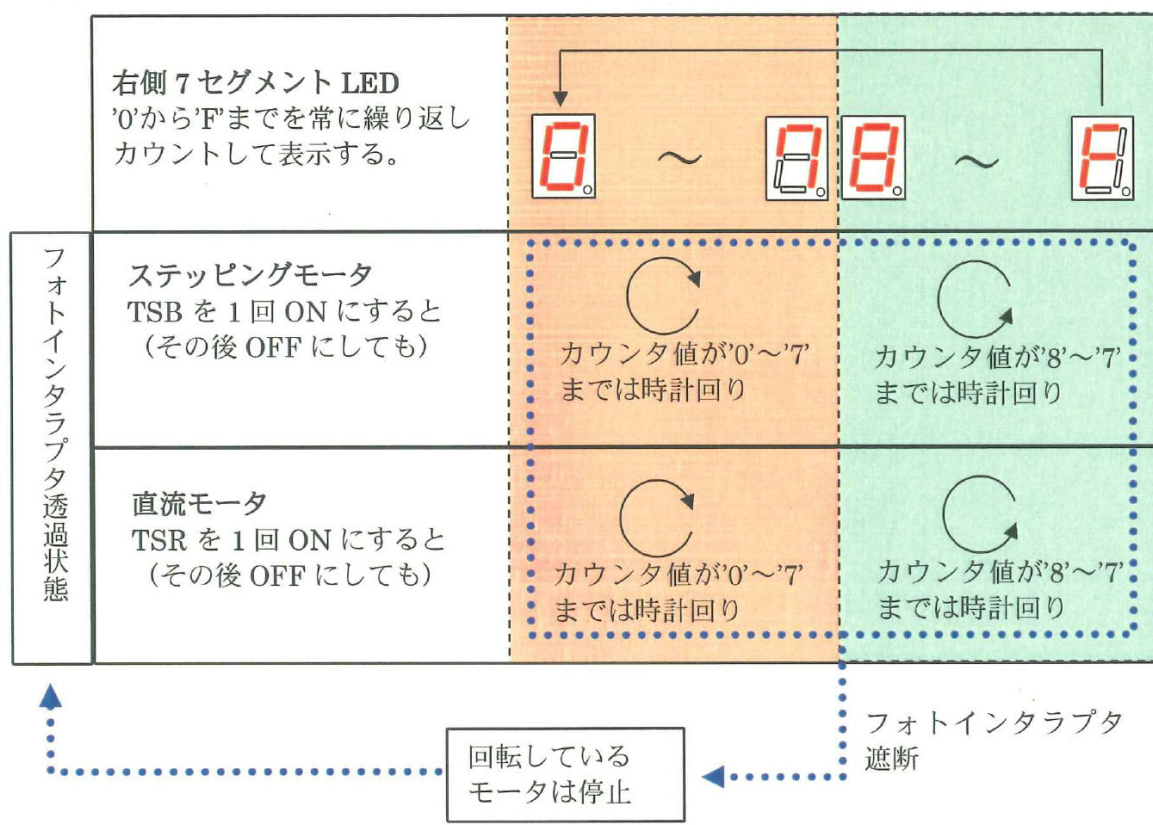 右側7セグメント LED
'0'から'F'までを常に繰り返し
カウントして表示する。
～
～
フォトインタラプタ透過状態
ステッピングモータ
TSB を 1 回 ON にすると
（その後 OFF にしても）
カウンタ値が'0'～'7'
までは時計回り
カウンタ値が'8'～'7'
までは時計回り
直流モータ
TSR を 1 回 ON にすると
（その後 OFF にしても）
カウンタ値が'0'～'7'
までは時計回り
カウンタ値が'8'～'7'
までは時計回り
フォトインタラプタ
遮断
回転している
モータは停止